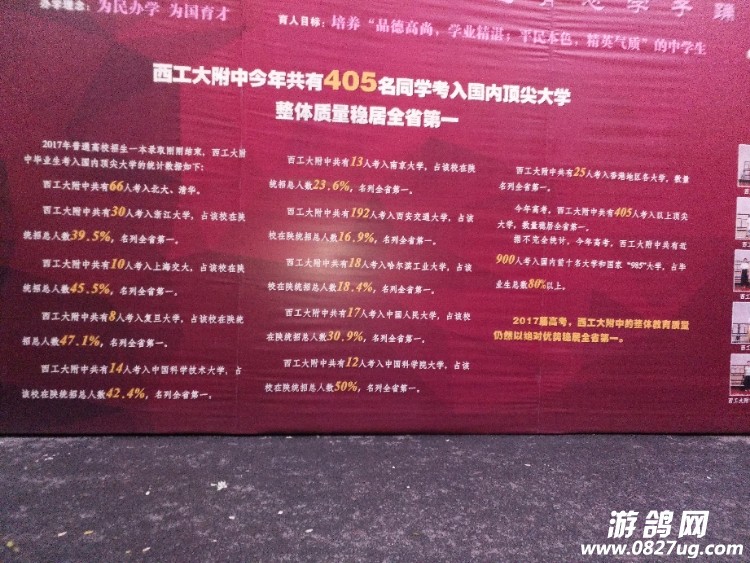 办学理念：为民办学 为国育才
育人目标：培养“品德高尚，学业精湛；平民本色，精英气质”的中学生
西工大附中今年共有405名同学考入国内顶尖大学
整体质量稳居全省第一
2017年普通高校招生一本录取刚刚结束，西工大附
中毕业生考入国内顶尖大学的统计数据如下：
西工大附中共有66人考入北大、清华。
西工大附中共有30人考入浙江大学，占该校在陕
统招总人数39.5%，名列全省第一。
西工大附中共有10人考入上海交大，占该校在陕
统招总人数45.5%，名列全省第一。
西工大附中共有8人考入复旦大学，占该校在陕统
招总人数47.1%，名列全省第一。
西工大附中共有14人考入中国科学技术大学，占
该校在陕统招总人数42.4%，名列全省第一。
西工大附中共有13人考入南京大学，占该校在陕
统招总人数23.6%，名列全省第一。
西工大附中共有192人考入西安交通大学，占该
校在陕统招总人数16.9%，名列全省第一。
西工大附中共有18人考入哈尔滨工业大学，占该
校在陕统招总人数18.4%，名列全省第一。
西工大附中共有17人考入中国人民大学，占该校
在陕统招总人数30.9%，名列全省第一。
西工大附中共有12人考入中国科学院大学，占该
校在陕统招总人数50%，名列全省第一。
西工大附中共有25人考入香港地区各大学，数量
名列全省第一。
今年高考，西工大附中共有405人考入以上顶尖
大学，数量稳居全省第一。
据不完全统计，今年高考，西工大附中共有近
900人考入国内前十名大学和国家“985”大学，占毕
业生总数80%以上。
2017届高考，西工大附中的整体教育质量
仍然以绝对优势稳居全省第一。
游鸽网
www.0827ug.com